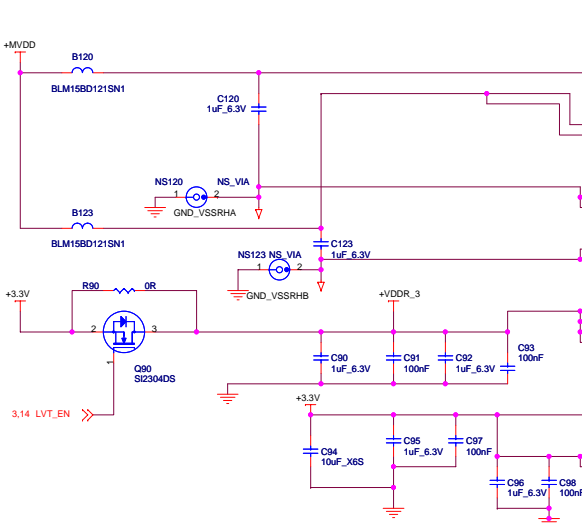 +MVDD
B120
BLM15BD121SN1
C120
1uF_6.3V
NS120
NS_VIA
1
2
GND_VSSRHA
B123
BLM15BD121SN1
C123
1uF_6.3V
NS123 NS_VIA
1
2
GND_VSSRHB
R90
0R
+3.3V
+VDDR_3
2
3
1
Q90
SI2304DS
C90
1uF_6.3V
C91
100nF
C92
1uF_6.3V
C93
100nF
3,14 LVT_EN
+3.3V
C94
10uF_X6S
C95
1uF_6.3V
C97
100nF
C96
1uF_6.3V
C98